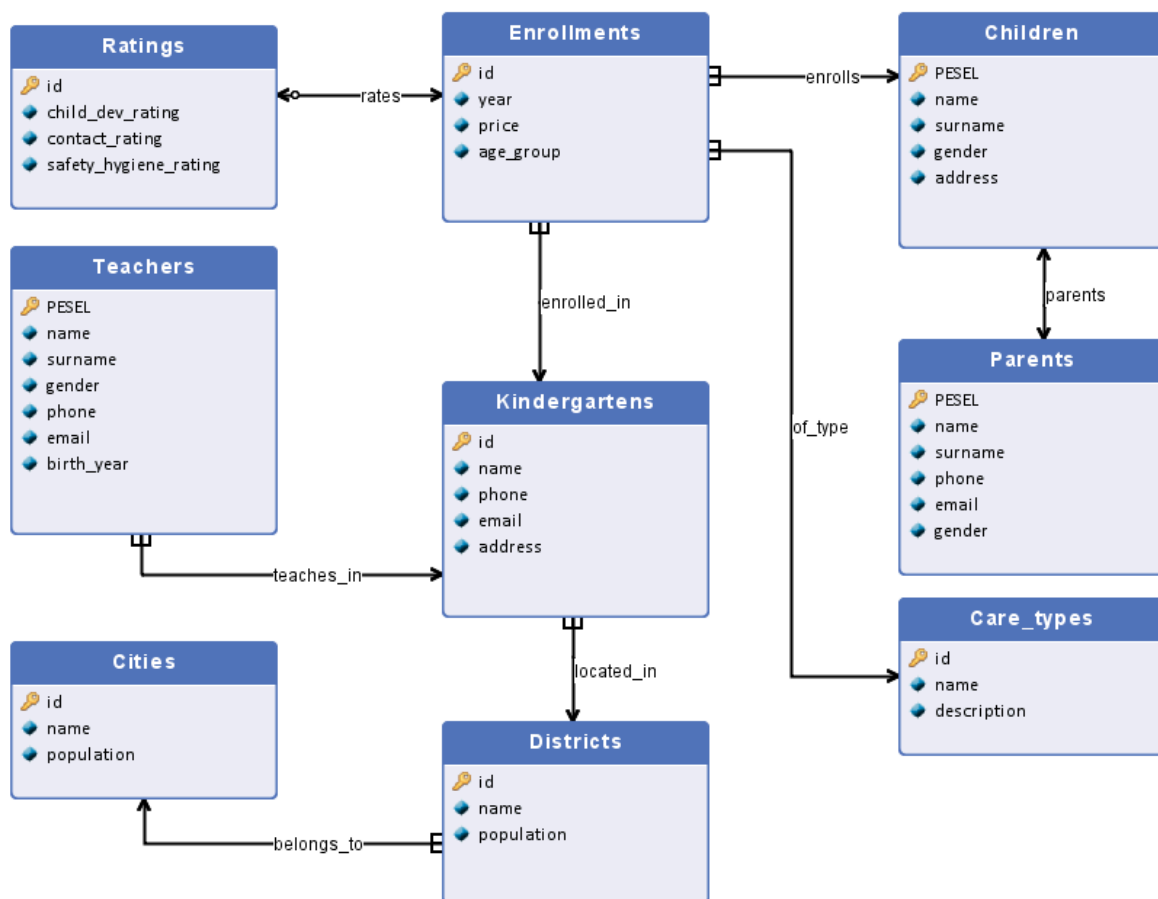 Ratings
id
child_dev_rating
contact_rating
safety_hygiene_rating
rates
Enrollments
id
year
price
age_group
enrolls
Children
PESEL
name
surname
gender
address
Teachers
PESEL
name
surname
gender
phone
email
birth_year
enrolled_in
parents
Kindergartens
id
name
phone
email
address
of_type
Parents
PESEL
name
surname
phone
email
gender
teaches_in
Cities
id
name
population
located_in
Care_types
id
name
description
belongs_to
Districts
id
name
population